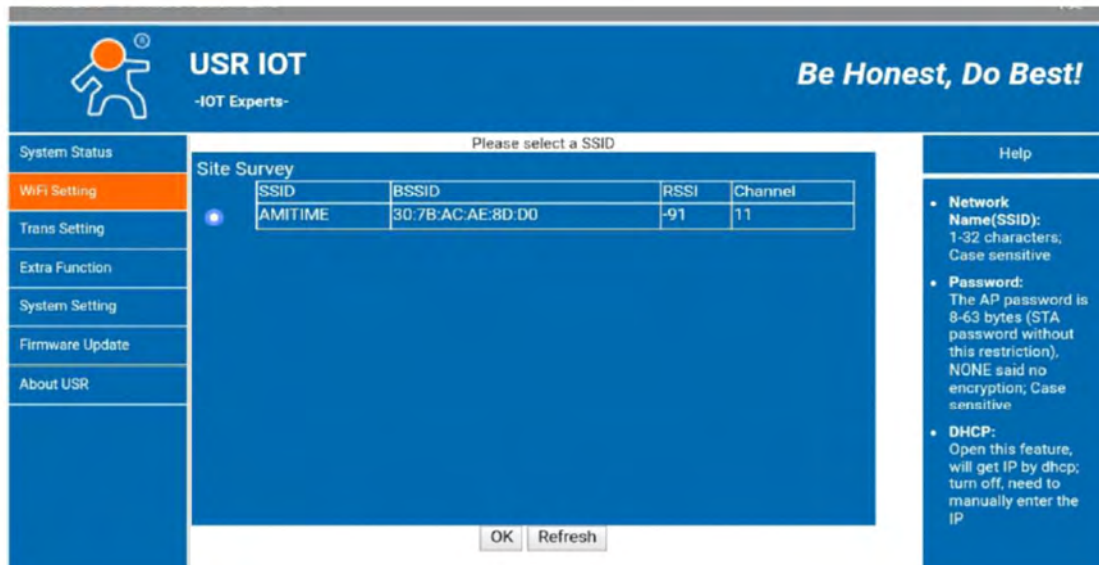 ®
USR IOT
-IOT Experts-
Be Honest, Do Best!
System Status
WiFi Setting
Trans Setting
Extra Function
System Setting
Firmware Update
About USR
Please select a SSID
Site Survey
SSID BSSID RSSI Channel
AMITIME 30:7B:AC:AE:8D:D0 -91 11
OK Refresh
Help
• Network
Name(SSID):
1-32 characters;
Case sensitive
• Password:
The AP password is
8-63 bytes (STA
password without
this restriction),
NONE said no
encryption; Case
sensitive
• DHCP:
Open this feature,
will get IP by dhcp;
turn off, need to
manually enter the
IP